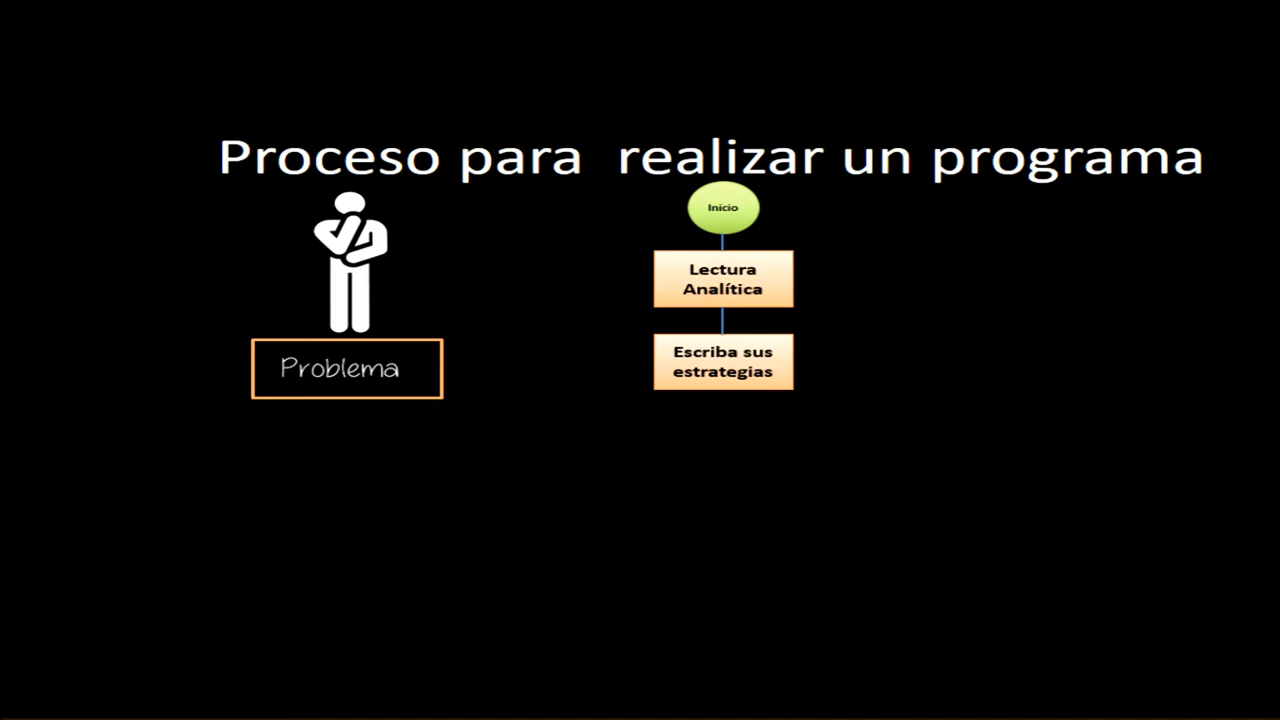 Proceso para realizar un programa
Inicio
Lectura
Analítica
Escriba sus
estrategias
Problema